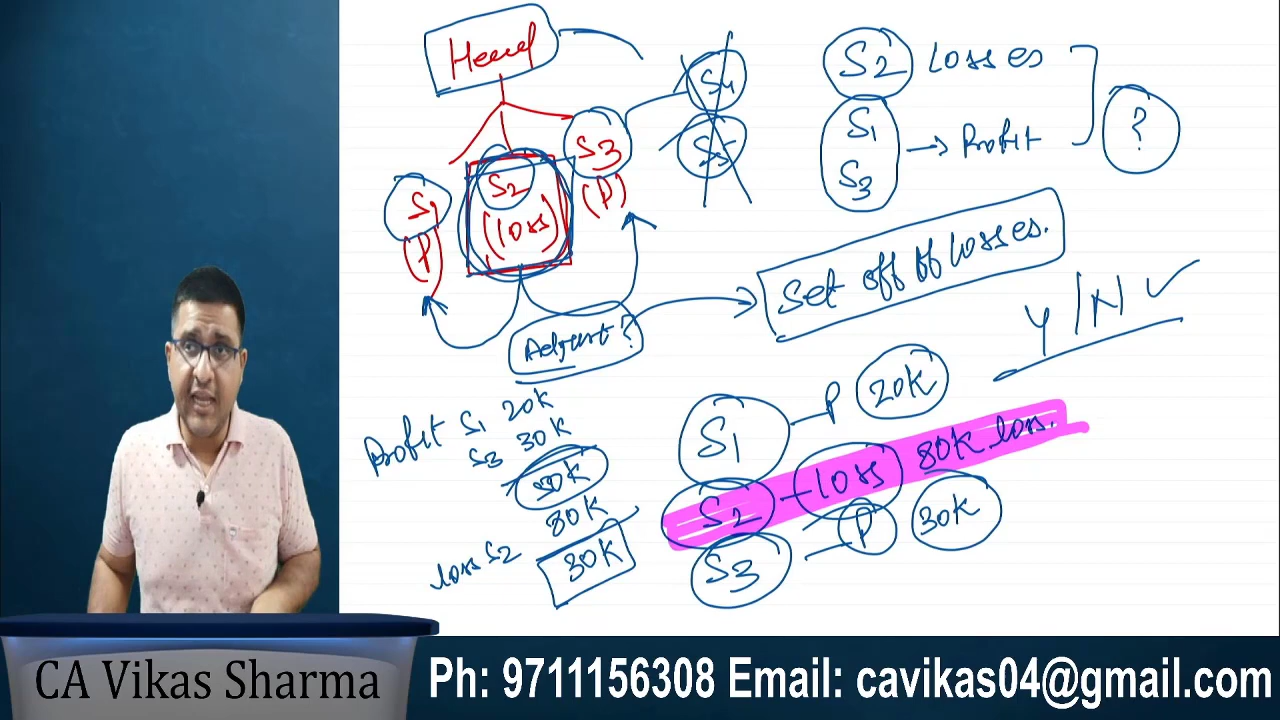 Head
S4
S5
S1
(P)
S2
(loss)
S3
(P)
Adjust?
S2 Losses
S1
S3
→ Profit
?
Set off of losses.
Y/N ✓
Profit S1 20K
S3 30K
50K
80K
loss S2
30K
S1 – P 20K
S2 – loss 80K loss.
S3 – P 30K
CA Vikas Sharma
Ph: 9711156308 Email: cavikas04@gmail.com